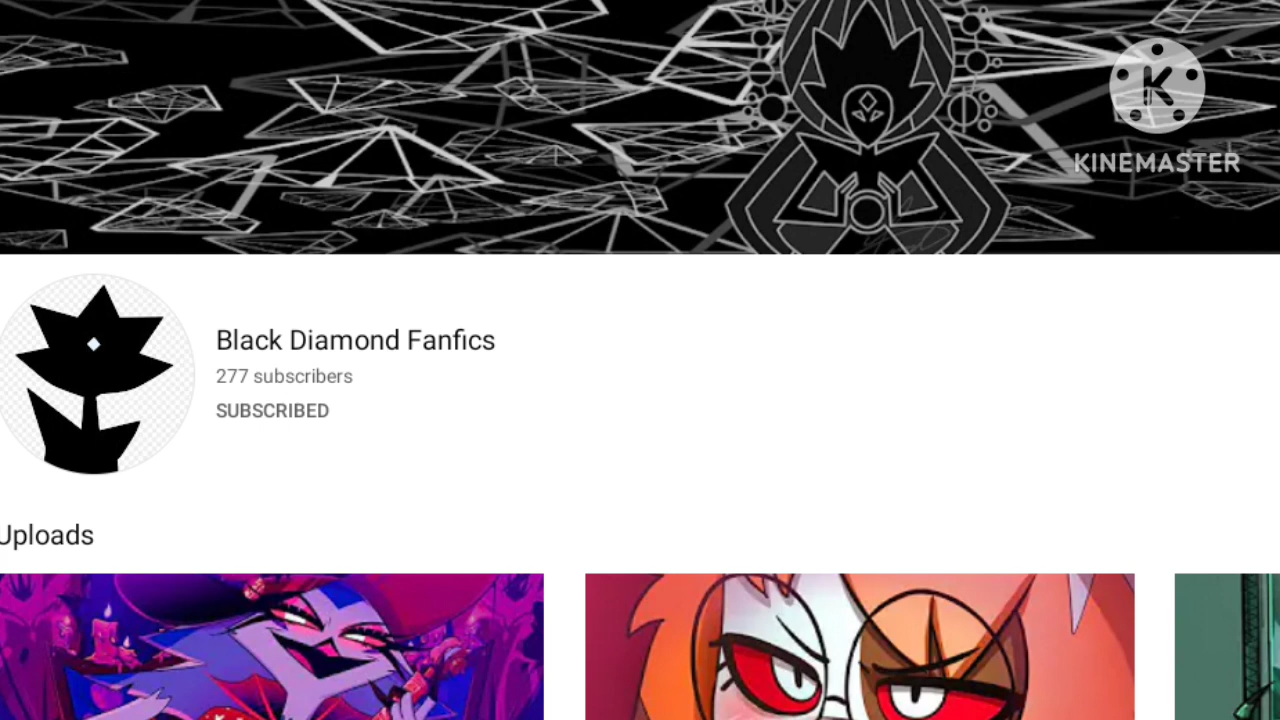 K
KINEMASTER
Black Diamond Fanfics
277 subscribers
SUBSCRIBED
Uploads